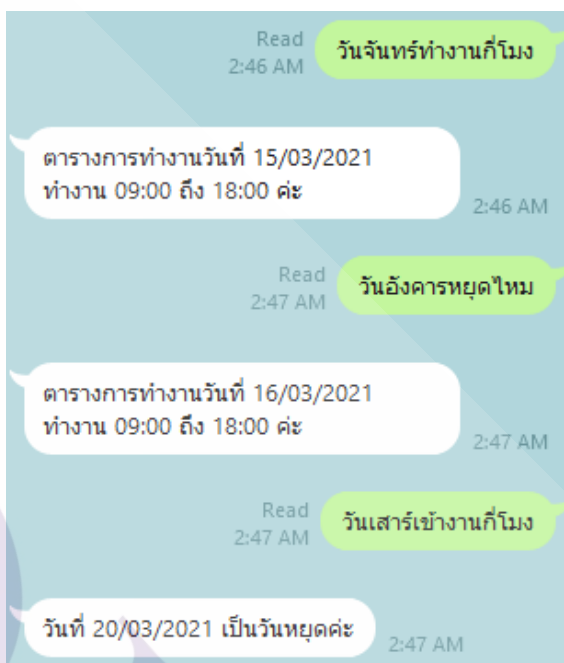 Read
2:46 AM
วันจันทร์ทำงานกี่โมง
ตารางการทำงานวันที่ 15/03/2021
ทำงาน 09:00 ถึง 18:00 ค่ะ
2:46 AM
Read
2:47 AM
วันอังคารหยุดไหม
ตารางการทำงานวันที่ 16/03/2021
ทำงาน 09:00 ถึง 18:00 ค่ะ
2:47 AM
Read
2:47 AM
วันเสาร์เข้างานกี่โมง
วันที่ 20/03/2021 เป็นวันหยุดค่ะ
2:47 AM